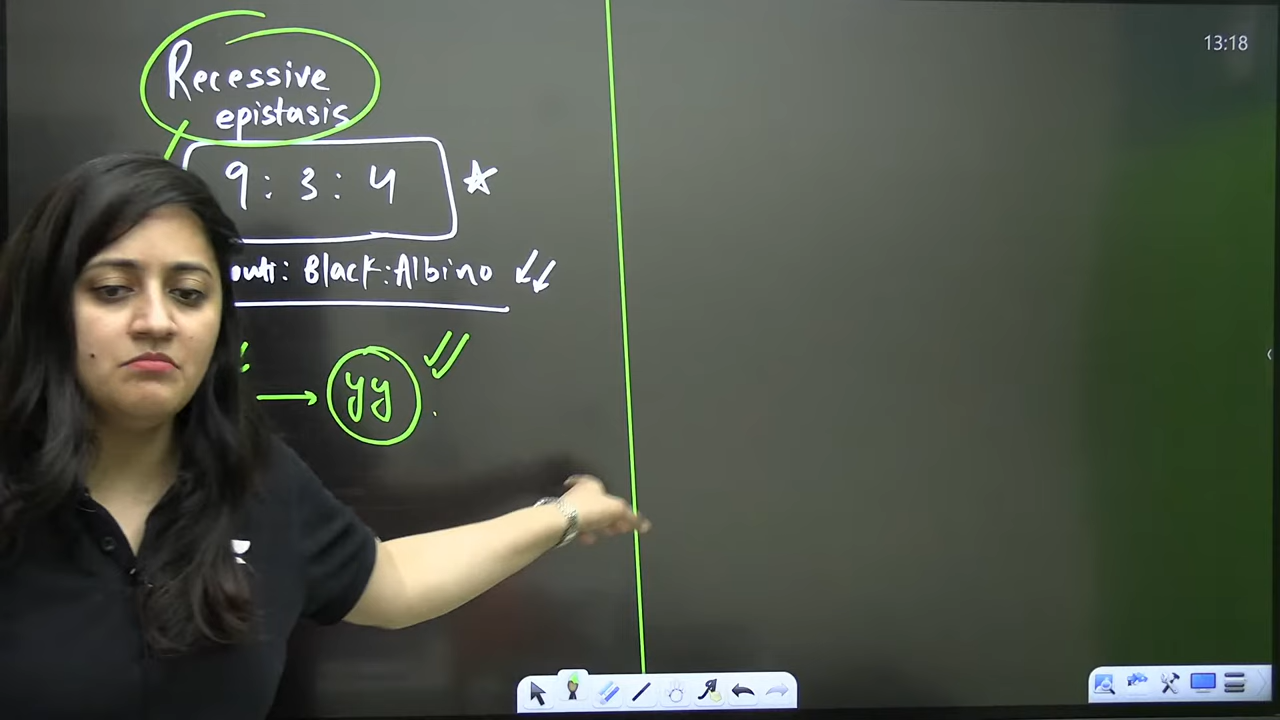 13:18
Recessive
epistasis
9 : 3 : 4
: Black : Albino
yy